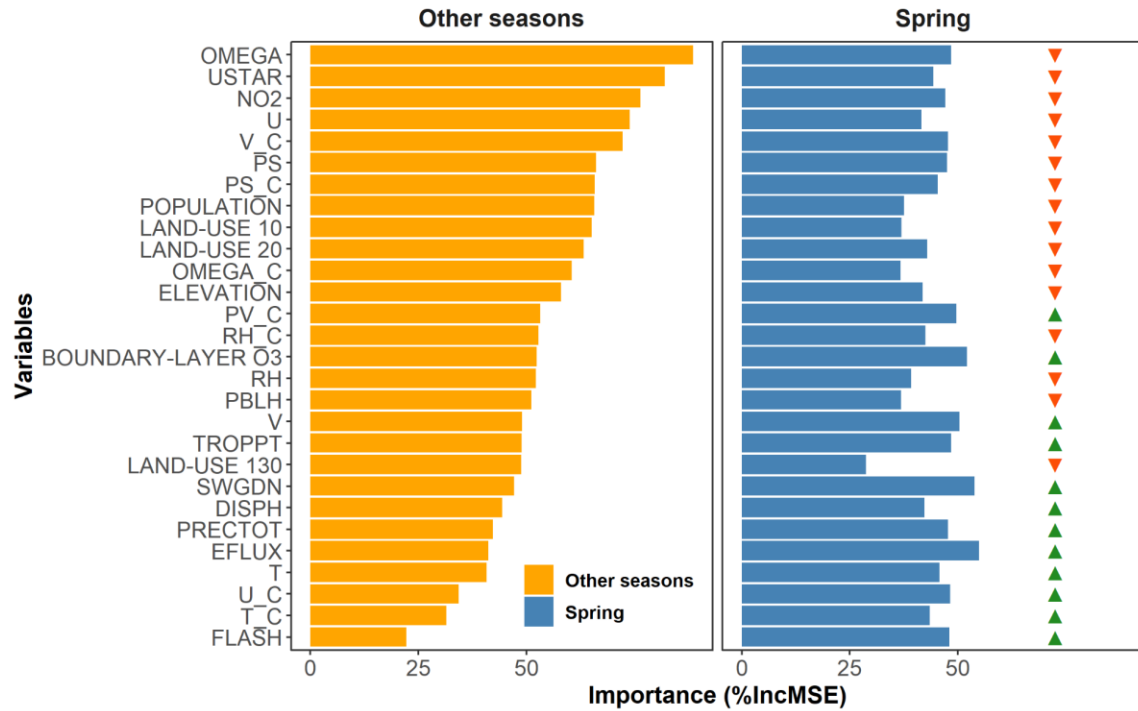 Other seasons
Spring
Variables
OMEGA
USTAR
NO2
U
V_C
PS
PS_C
POPULATION
LAND-USE 10
LAND-USE 20
OMEGA_C
ELEVATION
PV_C
RH_C
BOUNDARY-LAYER O3
RH
PBLH
V
TROPPT
LAND-USE 130
SWGDN
DISPH
PRECTOT
EFLUX
T
U_C
T_C
FLASH
Other seasons
Spring
0 25 50 0 25 50
Importance (%IncMSE)